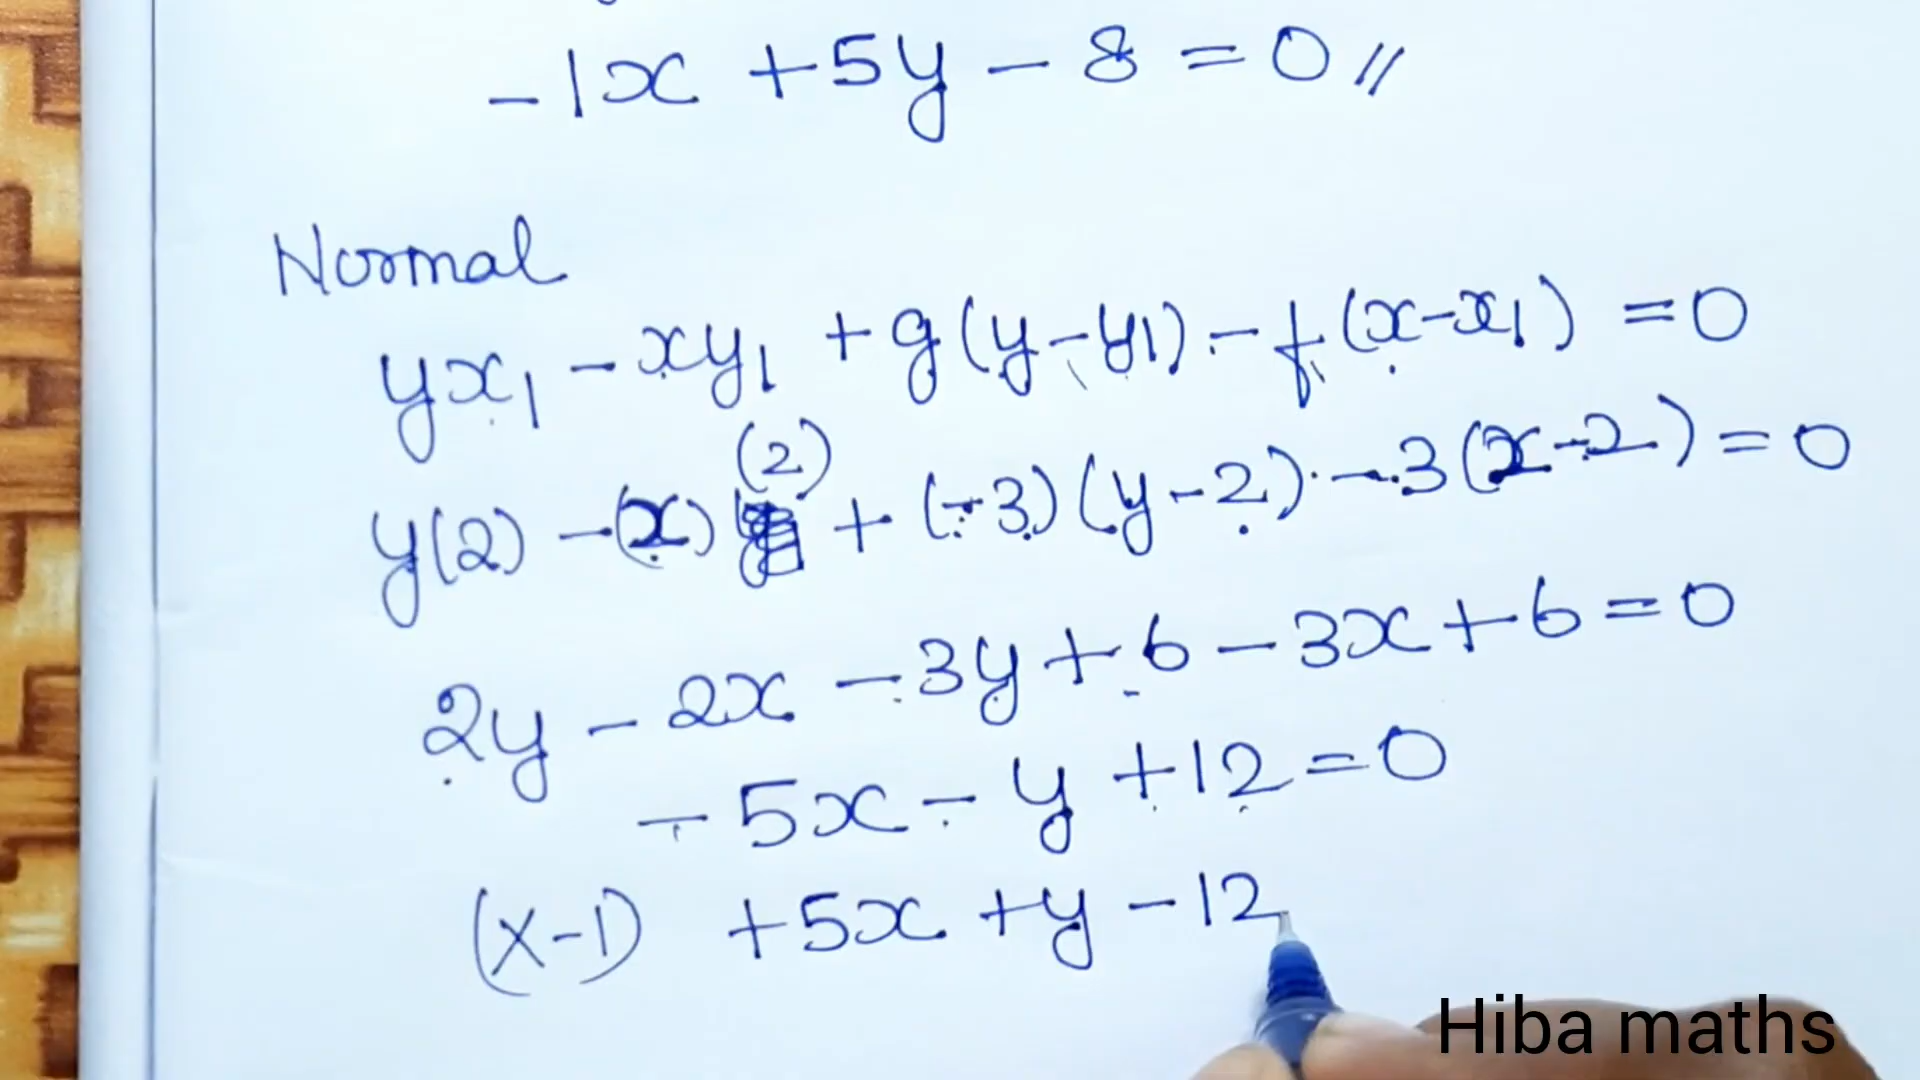 -1x + 5y - 8 = 0 //
Normal
yx₁ - xy₁ + g(y-y₁) - f(x-x₁) = 0
y(2) - (x) (2) + (-3)(y-2) - 3(x-2) = 0
2y - 2x - 3y + 6 - 3x + 6 = 0
-5x - y + 12 = 0
(x-1) +5x + y - 12
Hiba maths